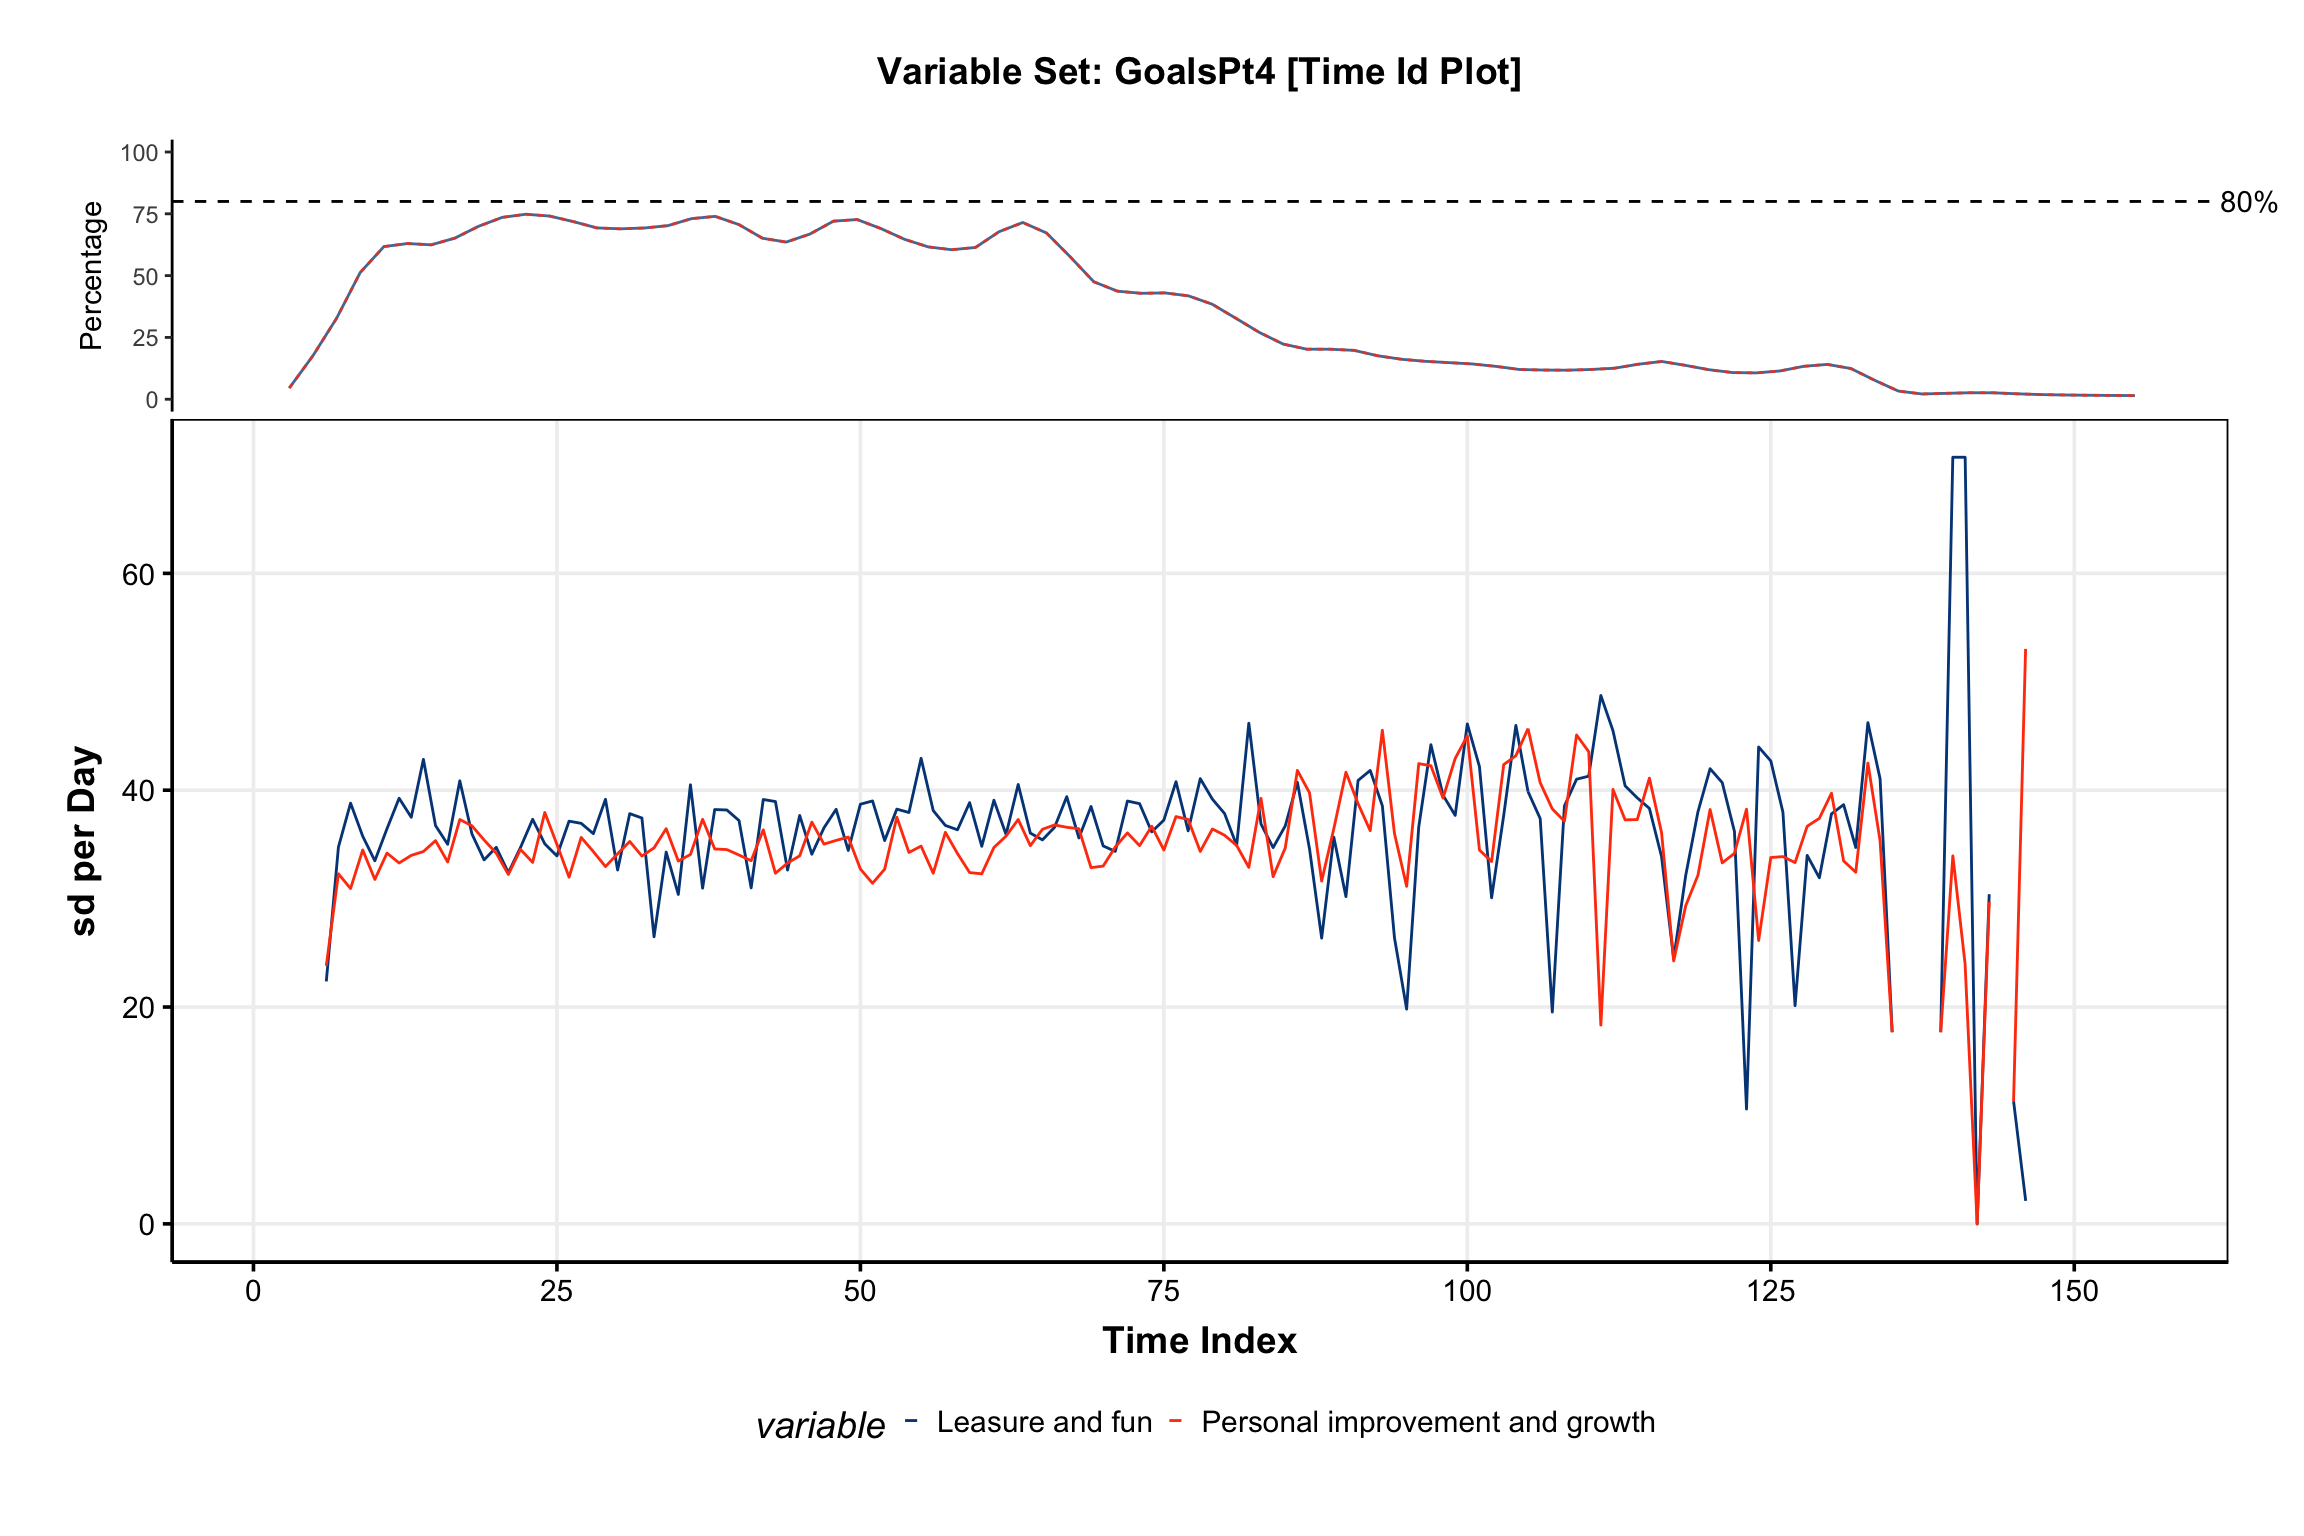 Variable Set: GoalsPt4 [Time Id Plot]
100
75
50
25
0
Percentage
80%
60
40
20
0
sd per Day
0 25 50 75 100 125 150
Time Index
variable Leasure and fun Personal improvement and growth